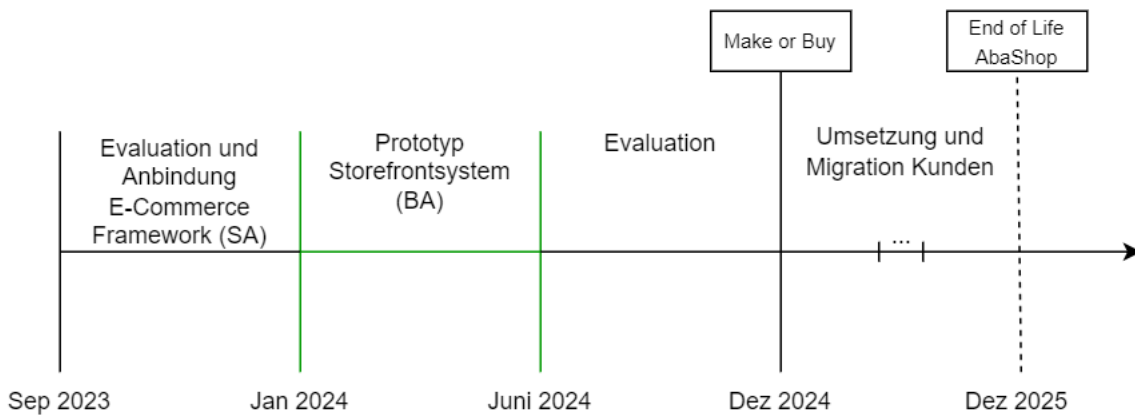 Make or Buy
End of Life
AbaShop
Evaluation und
Anbindung
E-Commerce
Framework (SA)
Prototyp
Storefrontsystem
(BA)
Evaluation
Umsetzung und
Migration Kunden
...
Sep 2023
Jan 2024
Juni 2024
Dez 2024
Dez 2025